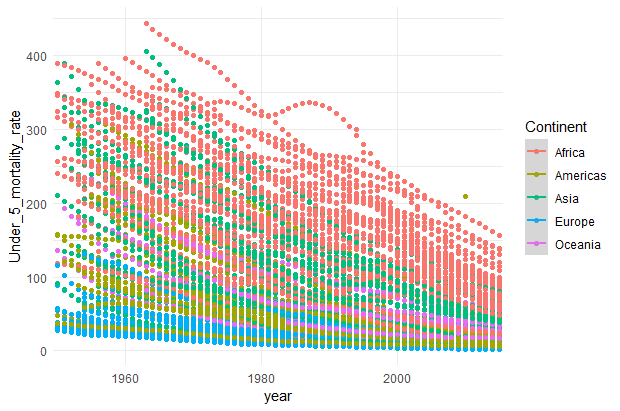 400
300
200
100
0
1960
1980
2000
year
Under_5_mortality_rate
Continent
Africa
Americas
Asia
Europe
Oceania